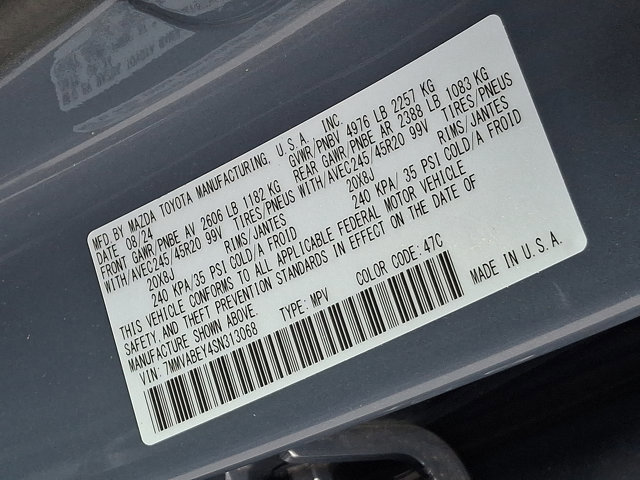 MFD BY MAZDA TOYOTA MANUFACTURING, U.S.A, INC.
DATE 08/24 GVWR/PNBV 4976 LB 2257 KG
FRONT GAWR/PNBE AV 2606 LB 1182 KG REAR GAWR/PNBE AR 2388 LB 1083 KG
WITH/AVEC245/45R20 99V TIRES/PNEUS WITH/AVEC245/45R20 99V TIRES/PNEUS
20X8J RIMS/JANTES 20X8J RIMS/JANTES
240 KPA/35 PSI COLD/A FROID 240 KPA/ 35 PSI COLD/A FROID
THIS VEHICLE CONFORMS TO ALL APPLICABLE FEDERAL MOTOR VEHICLE
SAFETY, AND THEFT PREVENTION STANDARDS IN EFFECT ON THE DATE OF
MANUFACTURE SHOWN ABOVE.
VIN: 7MMVABEY4SN313068 TYPE: MPV COLOR CODE: 47C
MADE IN U.S.A.